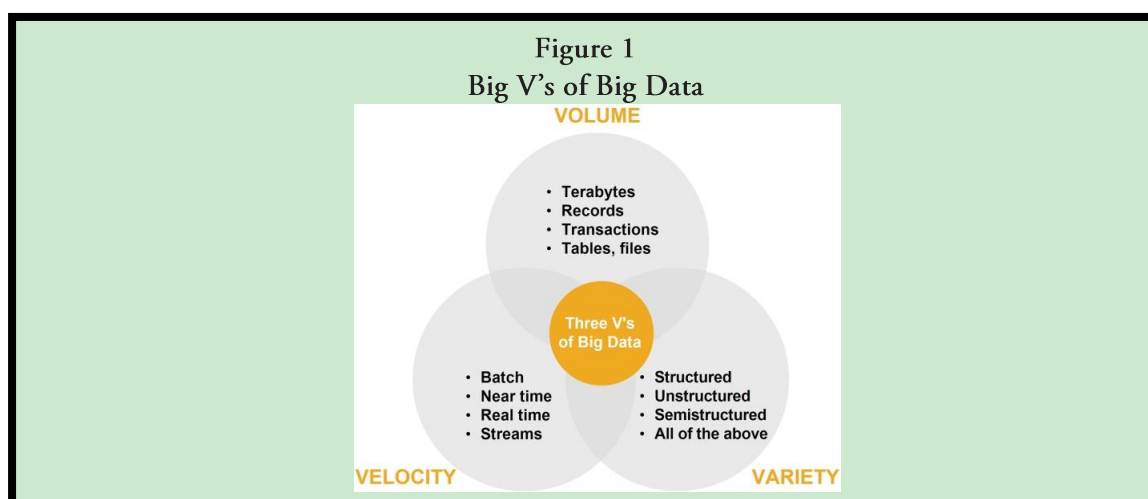 Figure 1
Big V’s of Big Data
VOLUME
• Terabytes
• Records
• Transactions
• Tables, files
Three V's
of Big Data
• Batch
• Near time
• Real time
• Streams
• Structured
• Unstructured
• Semistructured
• All of the above
VELOCITY
VARIETY